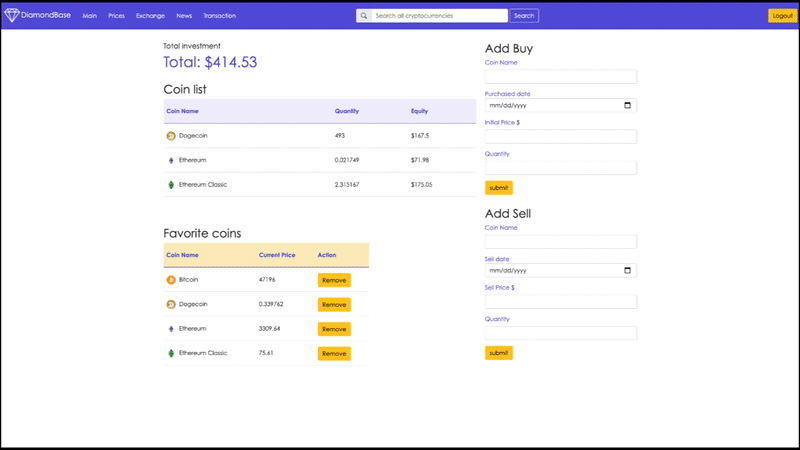 DiamondBase Main Prices Exchange News Transaction Search all cryptocurrencies Search Logout
Total investment
Total: $414.53
Coin list
Coin Name Quantity Equity
Dogecoin 493 $167.5
Ethereum 0.021749 $71.98
Ethereum Classic 2.315167 $175.05
Favorite coins
Coin Name Current Price Action
Bitcoin 47196 Remove
Dogecoin 0.339762 Remove
Ethereum 3309.64 Remove
Ethereum Classic 75.61 Remove
Add Buy
Coin Name
Purchased date
mm/dd/yyyy
Initial Price $
Quantity
submit
Add Sell
Coin Name
Sell date
mm/dd/yyyy
Sell Price $
Quantity
submit